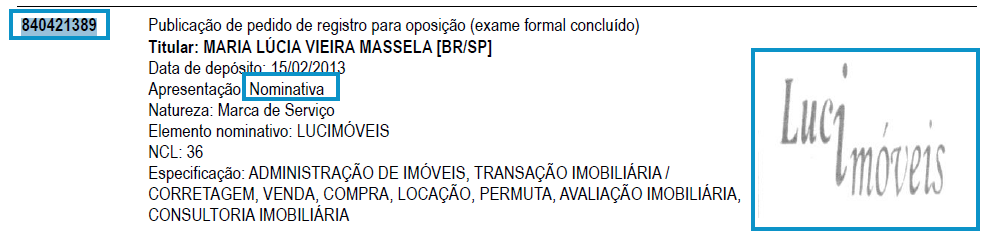 840421389
Publicação de pedido de registro para oposição (exame formal concluído)
Titular: MARIA LÚCIA VIEIRA MASSELA [BR/SP]
Data de depósito: 15/02/2013
Apresentação: Nominativa
Natureza: Marca de Serviço
Elemento nominativo: LUCIMÓVEIS
NCL: 36
Especificação: ADMINISTRAÇÃO DE IMÓVEIS, TRANSAÇÃO IMOBILIÁRIA /
CORRETAGEM, VENDA, COMPRA, LOCAÇÃO, PERMUTA, AVALIAÇÃO IMOBILIÁRIA,
CONSULTORIA IMOBILIÁRIA
Luci
imóveis